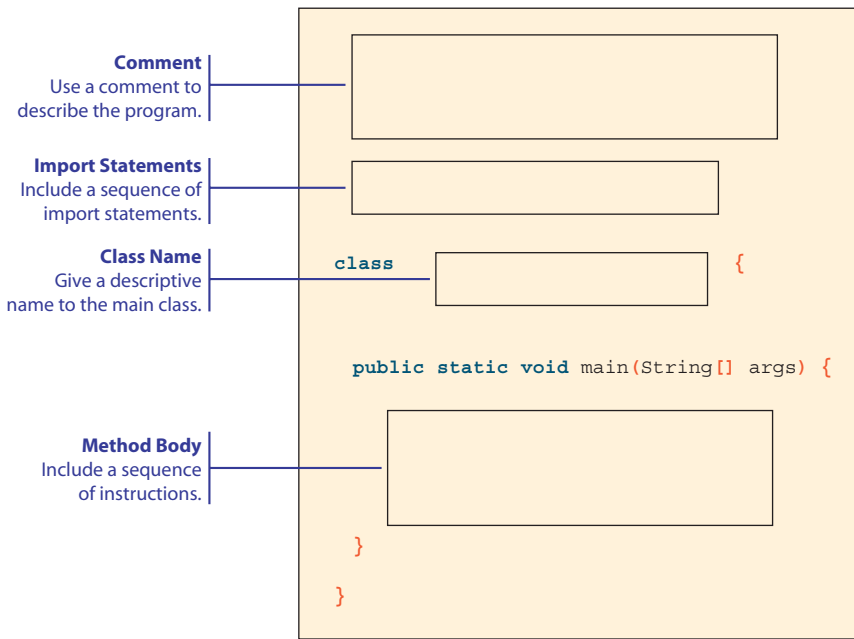 Comment
Use a comment to
describe the program.
Import Statements
Include a sequence of
import statements.
Class Name
Give a descriptive
name to the main class.
class {
public static void main(String[] args) {
Method Body
Include a sequence
of instructions.
}
}